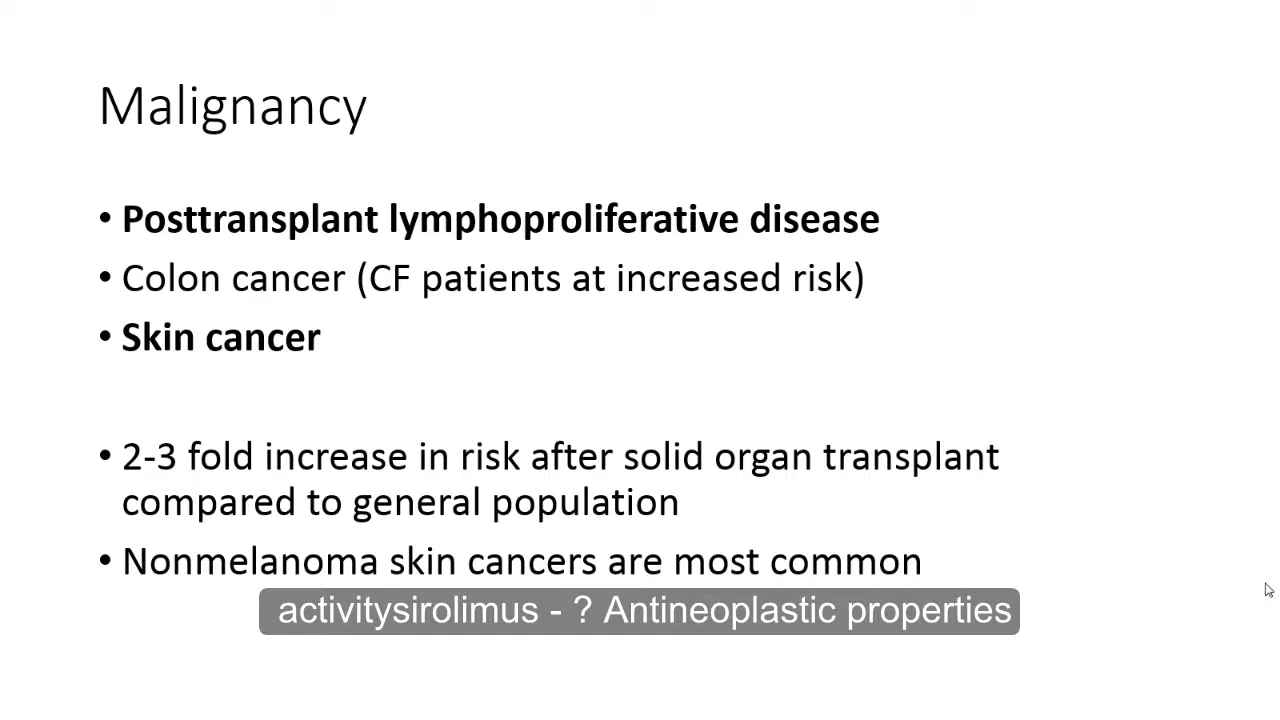 Malignancy
• Posttransplant lymphoproliferative disease
• Colon cancer (CF patients at increased risk)
• Skin cancer
• 2-3 fold increase in risk after solid organ transplant
compared to general population
• Nonmelanoma skin cancers are most common
activitysirolimus - ? Antineoplastic properties